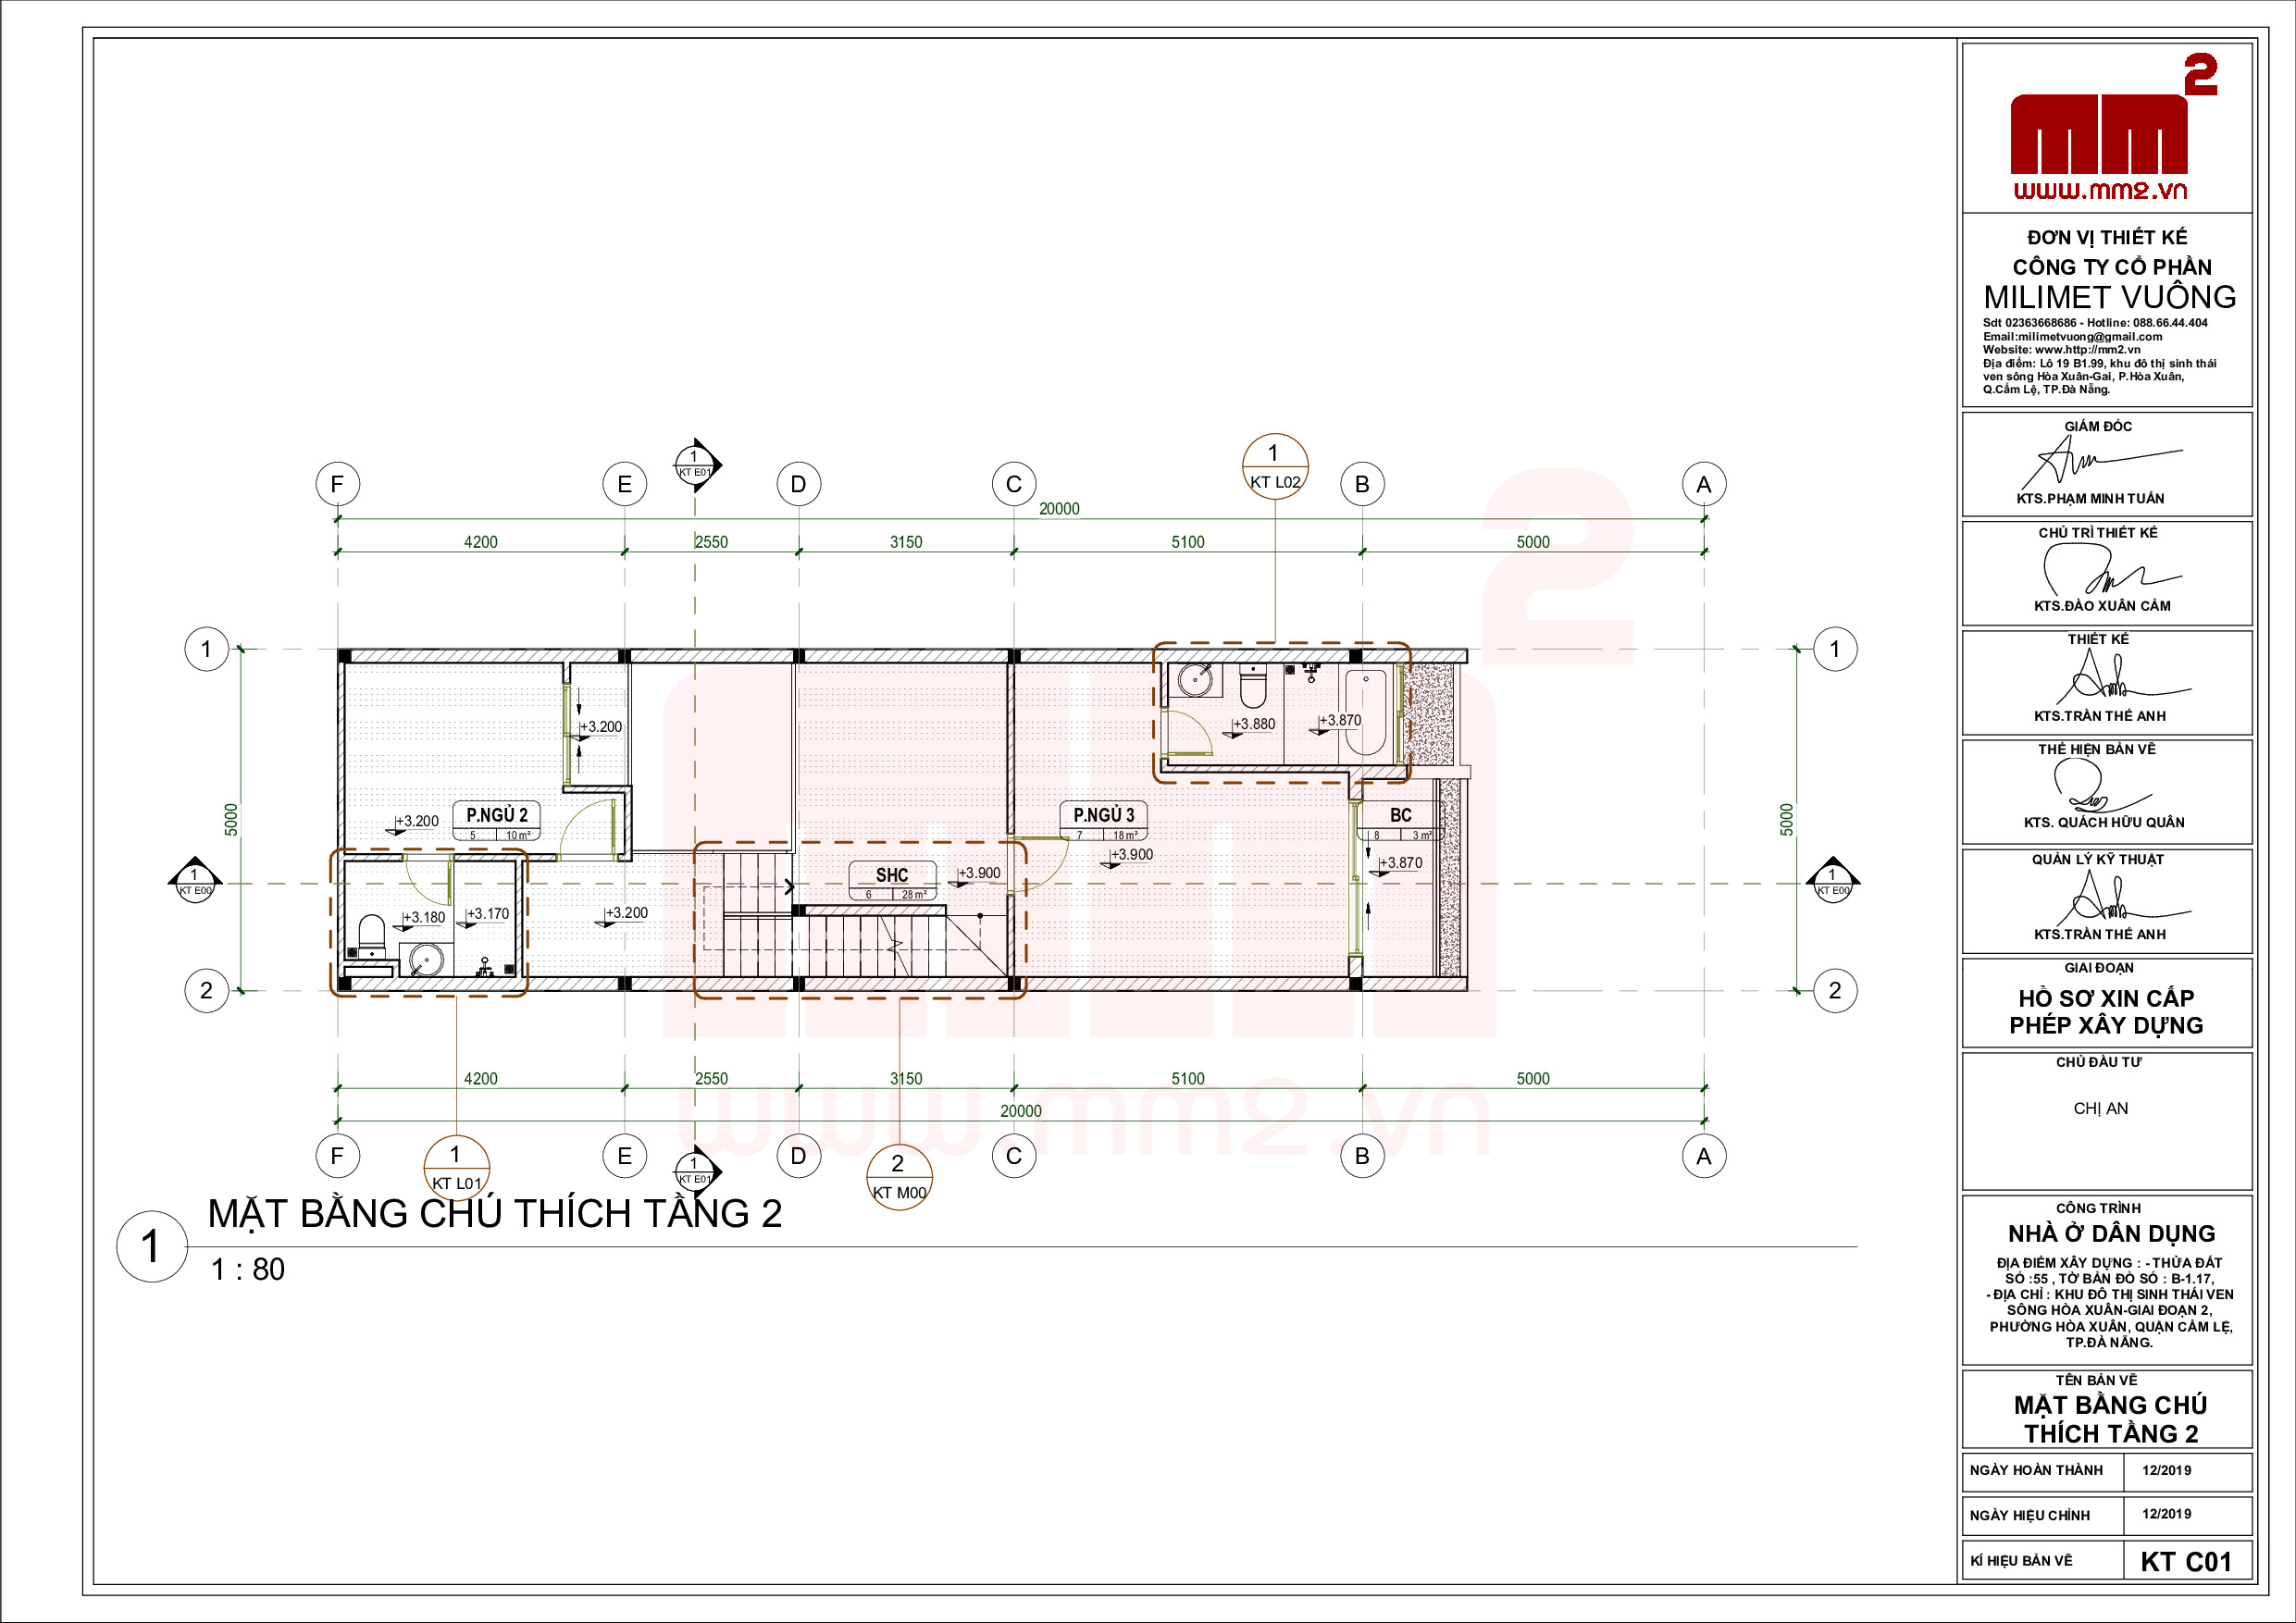 F
E
1
KT E01
D
C
1
KT L02
B
A
20000
4200
2550
3150
5100
5000
1
1
5000
5000
+3.200
+3.880
+3.870
+3.200
P.NGỦ 2
5
10 m²
P.NGỦ 3
7
18 m²
BC
8
3 m²
+3.900
+3.870
SHC
6
28 m²
+3.900
1
KT E00
1
KT E00
+3.180
+3.170
+3.200
2
2
4200
2550
3150
5100
5000
20000
F
1
KT L01
E
1
KT E01
D
2
KT M00
C
B
A
1
MẶT BẰNG CHÚ THÍCH TẦNG 2
1 : 80
mm2
www.mm2.vn
mm2
www.mm2.vn
ĐƠN VỊ THIẾT KẾ
CÔNG TY CỔ PHẦN
MILIMET VUÔNG
Sdt 02363668686 - Hotline: 088.66.44.404
Email:milimetvuong@gmail.com
Website: www.http://mm2.vn
Địa điểm: Lô 19 B1.99, khu đô thị sinh thái
ven sông Hòa Xuân-Gai, P.Hòa Xuân,
Q.Cẩm Lệ, TP.Đà Nẵng.
GIÁM ĐỐC
KTS.PHẠM MINH TUẤN
CHỦ TRÌ THIẾT KẾ
KTS.ĐÀO XUÂN CẢM
THIẾT KẾ
KTS.TRẦN THẾ ANH
THỂ HIỆN BẢN VẼ
KTS. QUÁCH HỮU QUÂN
QUẢN LÝ KỸ THUẬT
KTS.TRẦN THẾ ANH
GIAI ĐOẠN
HỒ SƠ XIN CẤP
PHÉP XÂY DỰNG
CHỦ ĐẦU TƯ
CHỊ AN
CÔNG TRÌNH
NHÀ Ở DÂN DỤNG
ĐỊA ĐIỂM XÂY DỰNG : - THỬA ĐẤT
SỐ :55 , TỜ BẢN ĐỒ SỐ : B-1.17,
- ĐỊA CHỈ : KHU ĐÔ THỊ SINH THÁI VEN
SÔNG HÒA XUÂN-GIAI ĐOẠN 2,
PHƯỜNG HÒA XUÂN, QUẬN CẨM LỆ,
TP.ĐÀ NẴNG.
TÊN BẢN VẼ
MẶT BẰNG CHÚ
THÍCH TẦNG 2
NGÀY HOÀN THÀNH 12/2019
NGÀY HIỆU CHỈNH 12/2019
KÍ HIỆU BẢN VẼ KT C01